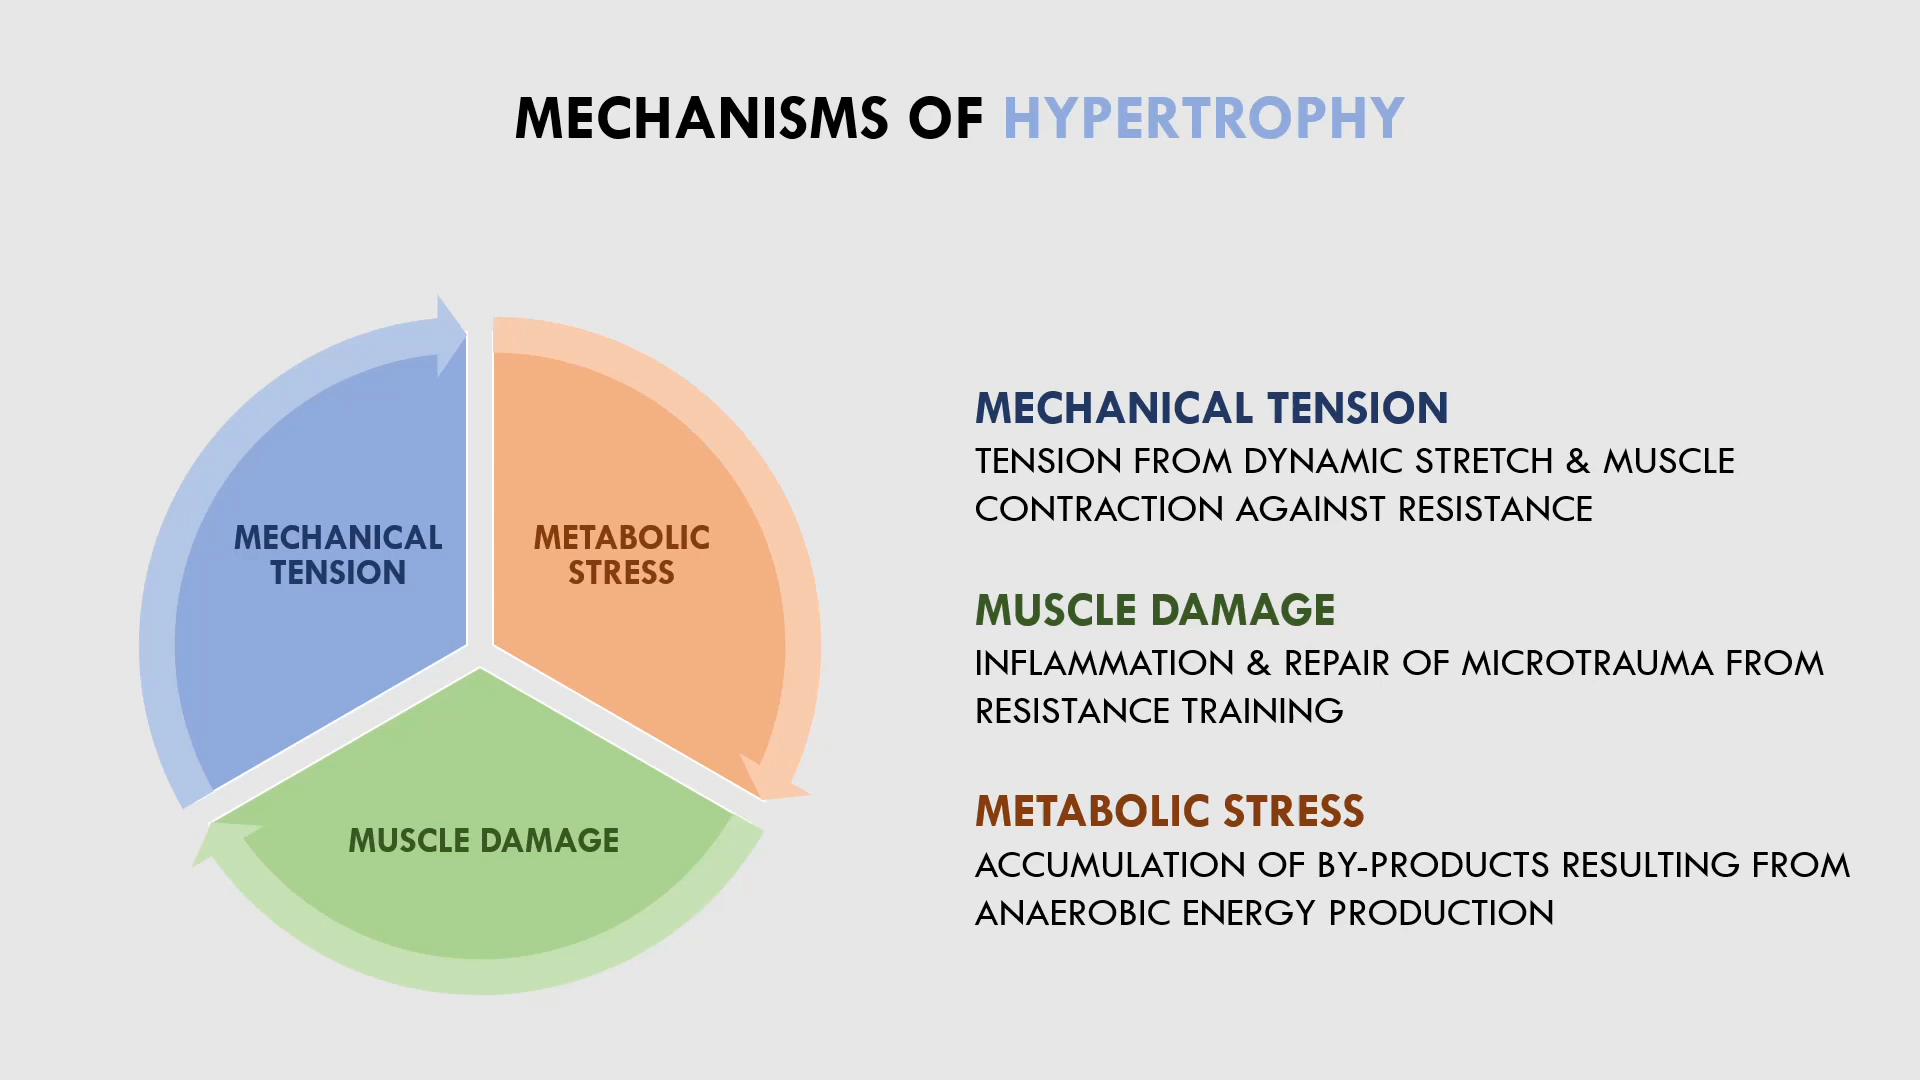 MECHANISMS OF HYPERTROPHY
MECHANICAL
TENSION
METABOLIC
STRESS
MUSCLE DAMAGE
MECHANICAL TENSION
TENSION FROM DYNAMIC STRETCH & MUSCLE
CONTRACTION AGAINST RESISTANCE
MUSCLE DAMAGE
INFLAMMATION & REPAIR OF MICROTRAUMA FROM
RESISTANCE TRAINING
METABOLIC STRESS
ACCUMULATION OF BY-PRODUCTS RESULTING FROM
ANAEROBIC ENERGY PRODUCTION